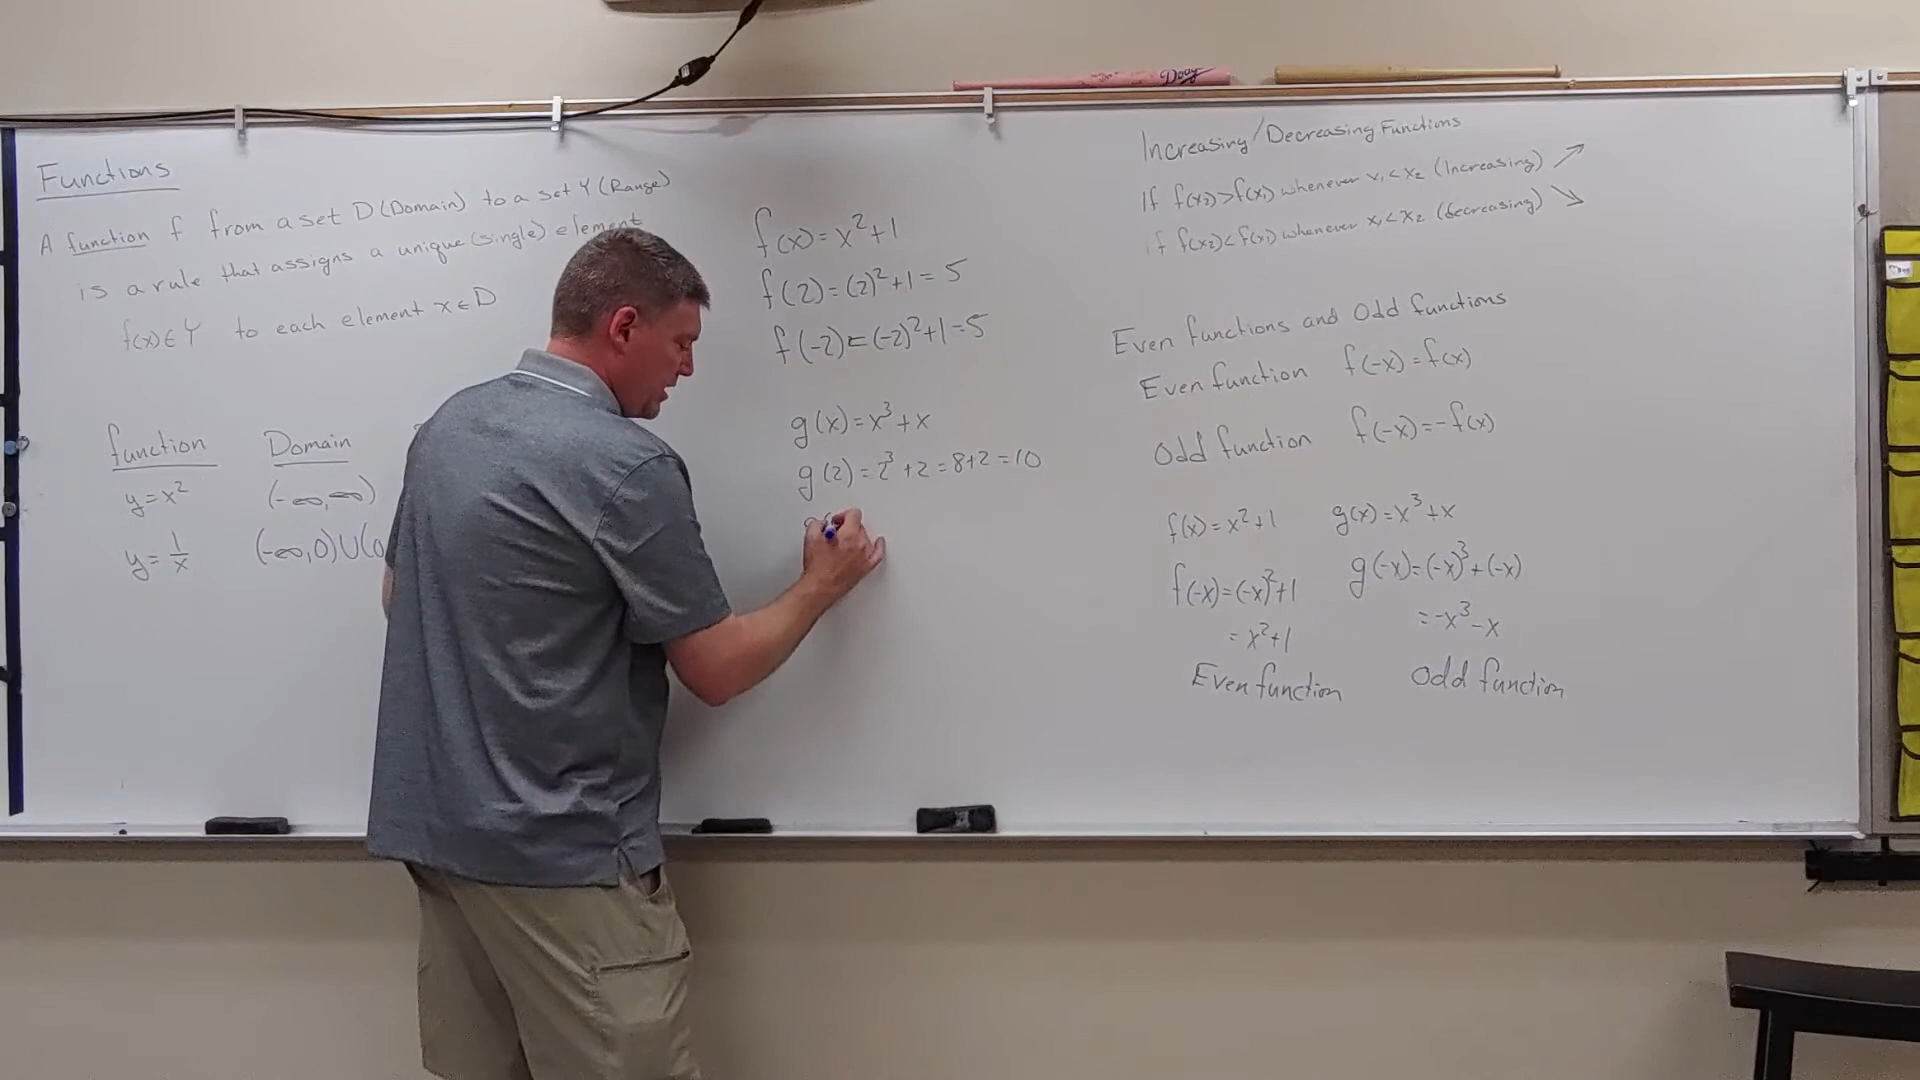 Functions
A function f from a set D (Domain) to a set Y (Range)
is a rule that assigns a unique (single) element
f(x) ∈ Y to each element x ∈ D
function Domain
y = x²  (-∞, ∞)
y = 1/x  (-∞, 0) ∪ (0
f(x) = x² + 1
f(2) = (2)² + 1 = 5
f(-2) = (-2)² + 1 = 5
g(x) = x³ + x
g(2) = 2³ + 2 = 8 + 2 = 10
Increasing/Decreasing Functions
If f(x₂) > f(x₁) whenever x₁ < x₂ (Increasing) ↗
if f(x₂) < f(x₁) whenever x₁ < x₂ (decreasing) ↘
Even functions and Odd functions
Even function f(-x) = f(x)
Odd function f(-x) = -f(x)
f(x) = x² + 1  g(x) = x³ + x
f(-x) = (-x)² + 1  g(-x) = (-x)³ + (-x)
= x² + 1  = -x³ - x
Even function  Odd function